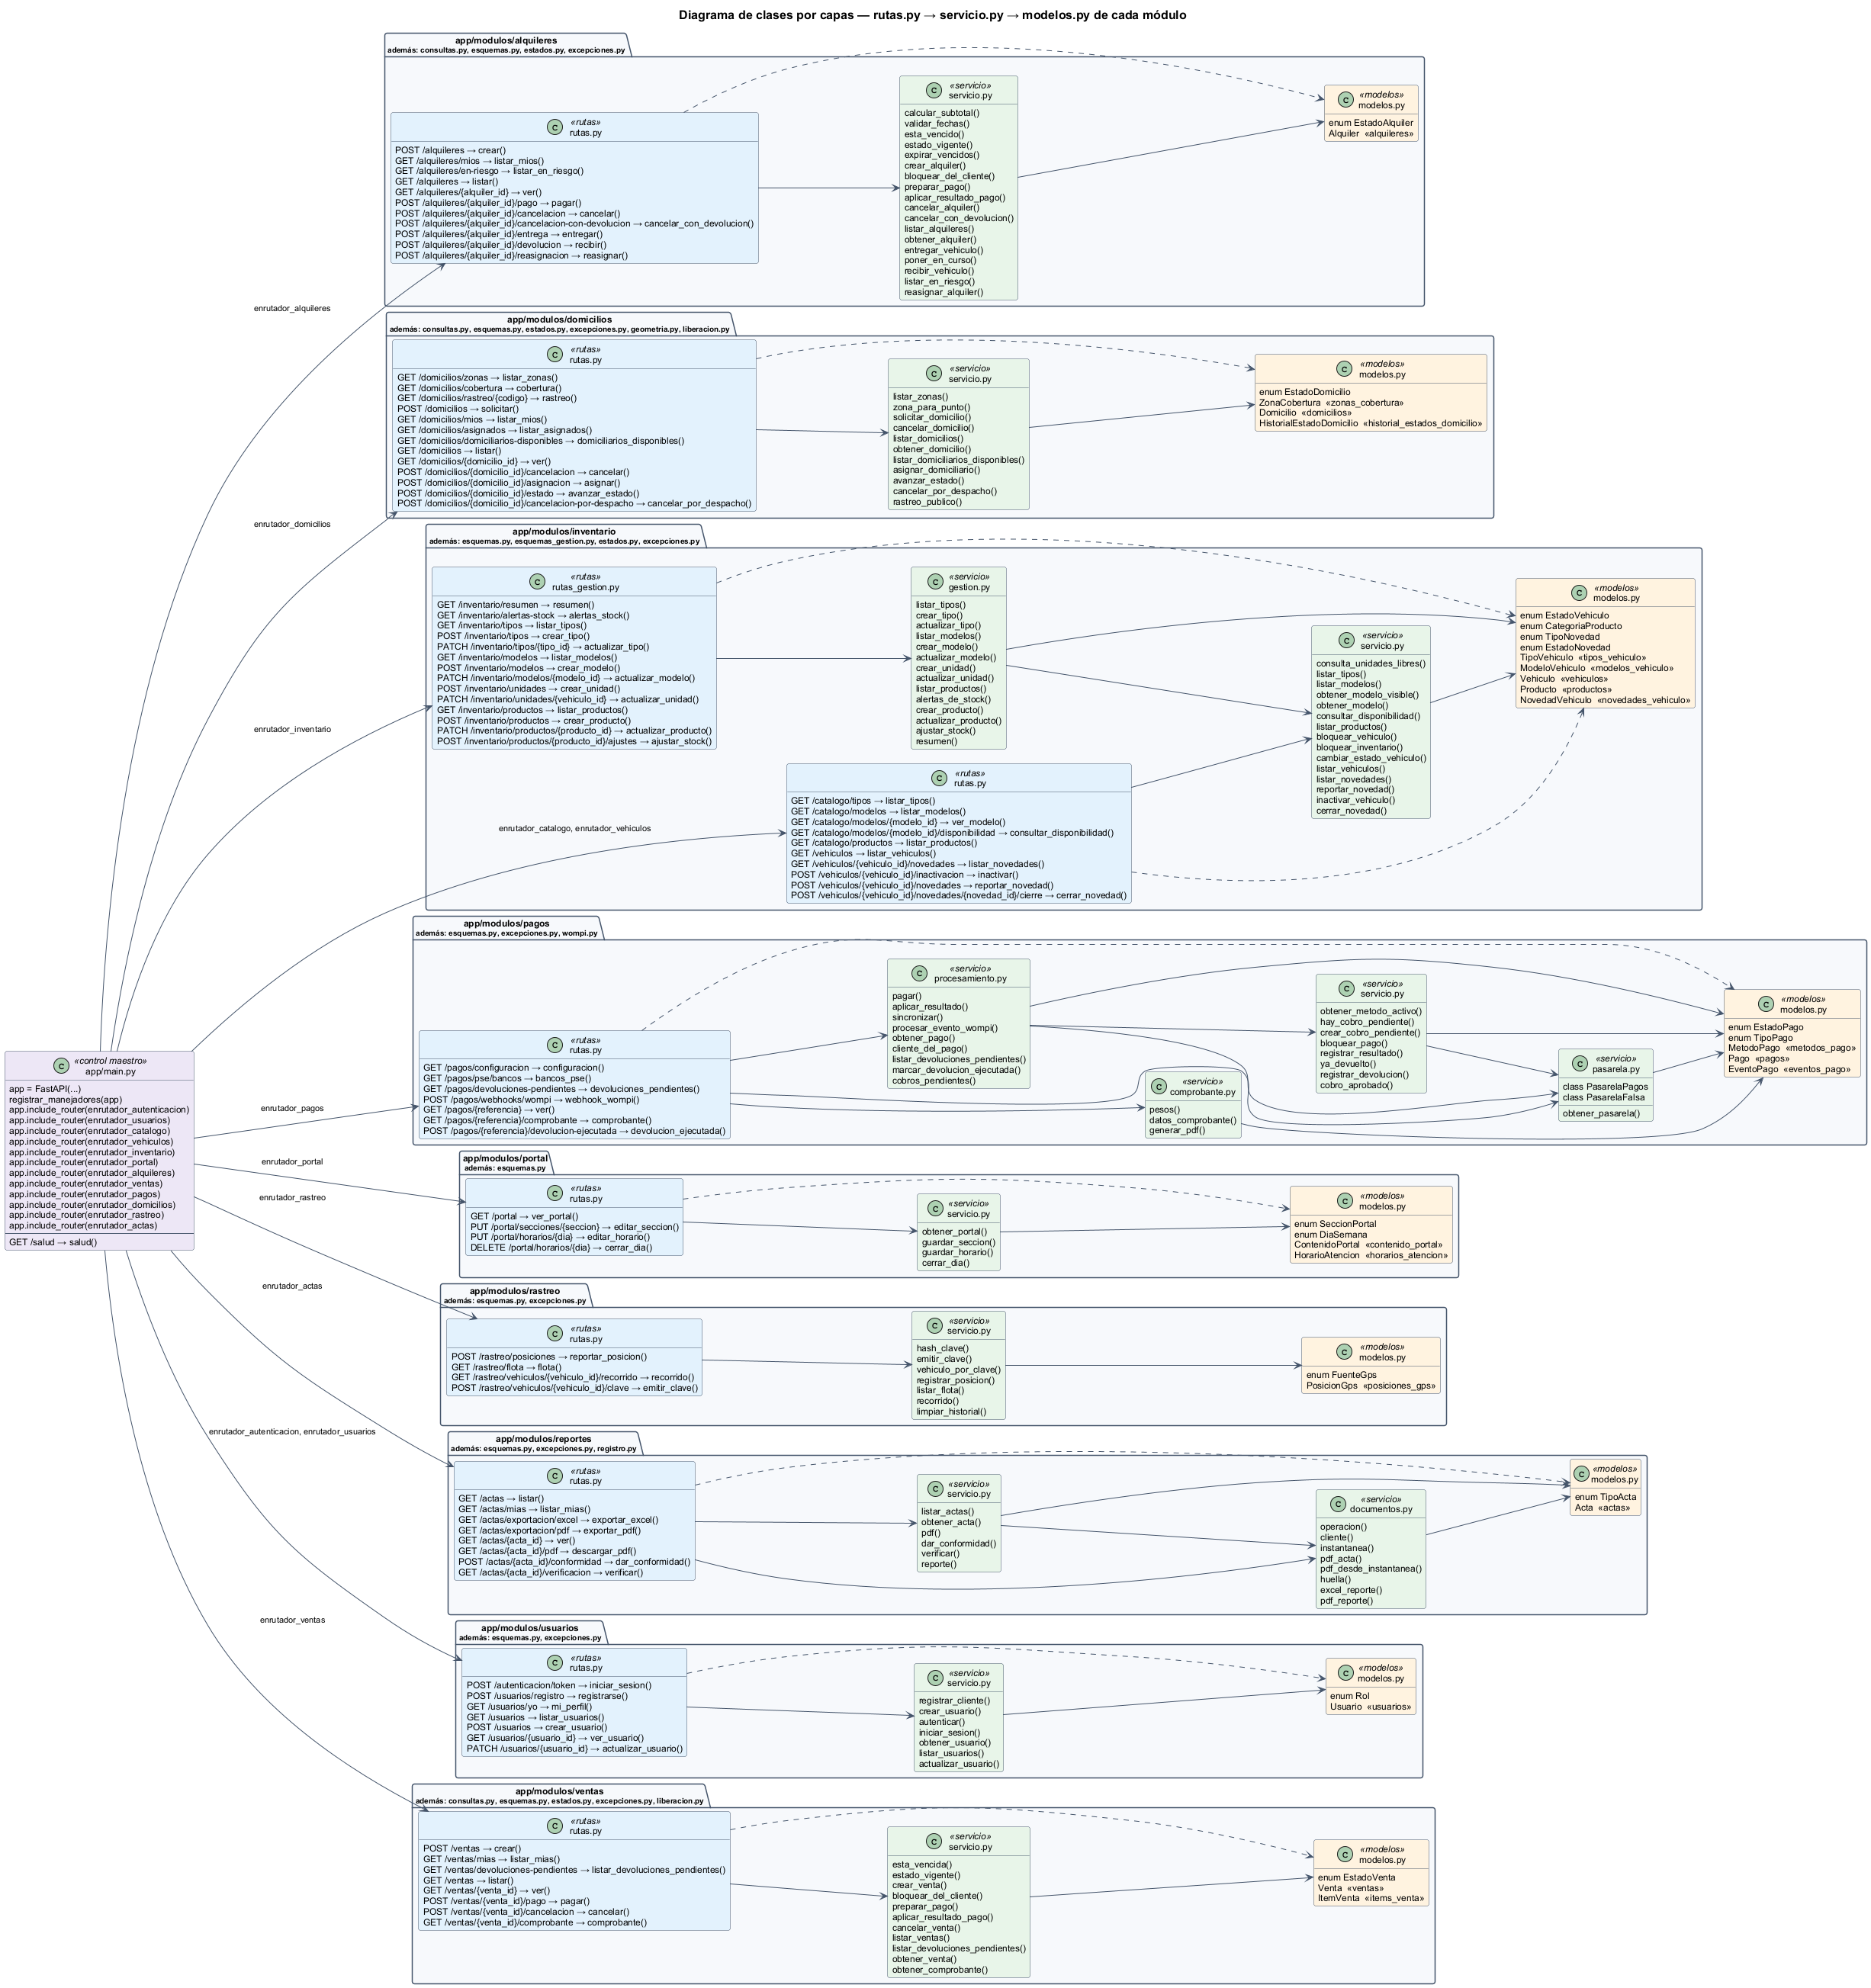 Diagrama de clases por capas — rutas.py → servicio.py → modelos.py de cada módulo
app/modulos/alquileres
además: consultas.py, esquemas.py, estados.py, excepciones.py
C «rutas»
rutas.py
POST /alquileres → crear()
GET /alquileres/mios → listar_mios()
GET /alquileres/en-riesgo → listar_en_riesgo()
GET /alquileres → listar()
GET /alquileres/{alquiler_id} → ver()
POST /alquileres/{alquiler_id}/pago → pagar()
POST /alquileres/{alquiler_id}/cancelacion → cancelar()
POST /alquileres/{alquiler_id}/cancelacion-con-devolucion → cancelar_con_devolucion()
POST /alquileres/{alquiler_id}/entrega → entregar()
POST /alquileres/{alquiler_id}/devolucion → recibir()
POST /alquileres/{alquiler_id}/reasignacion → reasignar()
C «servicio»
servicio.py
calcular_subtotal()
validar_fechas()
esta_vencido()
estado_vigente()
expirar_vencidos()
crear_alquiler()
bloquear_del_cliente()
preparar_pago()
aplicar_resultado_pago()
cancelar_alquiler()
cancelar_con_devolucion()
listar_alquileres()
obtener_alquiler()
entregar_vehiculo()
poner_en_curso()
recibir_vehiculo()
listar_en_riesgo()
reasignar_alquiler()
C «modelos»
modelos.py
enum EstadoAlquiler
Alquiler «alquileres»
enrutador_alquileres
app/modulos/domicilios
además: consultas.py, esquemas.py, estados.py, excepciones.py, geometria.py, liberacion.py
C «rutas»
rutas.py
GET /domicilios/zonas → listar_zonas()
GET /domicilios/cobertura → cobertura()
GET /domicilios/rastreo/{codigo} → rastreo()
POST /domicilios → solicitar()
GET /domicilios/mios → listar_mios()
GET /domicilios/asignados → listar_asignados()
GET /domicilios/domiciliarios-disponibles → domiciliarios_disponibles()
GET /domicilios → listar()
GET /domicilios/{domicilio_id} → ver()
POST /domicilios/{domicilio_id}/cancelacion → cancelar()
POST /domicilios/{domicilio_id}/asignacion → asignar()
POST /domicilios/{domicilio_id}/estado → avanzar_estado()
POST /domicilios/{domicilio_id}/cancelacion-por-despacho → cancelar_por_despacho()
C «servicio»
servicio.py
listar_zonas()
zona_para_punto()
solicitar_domicilio()
cancelar_domicilio()
listar_domicilios()
obtener_domicilio()
listar_domiciliarios_disponibles()
asignar_domiciliario()
avanzar_estado()
cancelar_por_despacho()
rastreo_publico()
C «modelos»
modelos.py
enum EstadoDomicilio
ZonaCobertura «zonas_cobertura»
Domicilio «domicilios»
HistorialEstadoDomicilio «historial_estados_domicilio»
enrutador_domicilios
app/modulos/inventario
además: esquemas.py, esquemas_gestion.py, estados.py, excepciones.py
C «rutas»
rutas_gestion.py
GET /inventario/resumen → resumen()
GET /inventario/alertas-stock → alertas_stock()
GET /inventario/tipos → listar_tipos()
POST /inventario/tipos → crear_tipo()
PATCH /inventario/tipos/{tipo_id} → actualizar_tipo()
GET /inventario/modelos → listar_modelos()
POST /inventario/modelos → crear_modelo()
PATCH /inventario/modelos/{modelo_id} → actualizar_modelo()
POST /inventario/unidades → crear_unidad()
PATCH /inventario/unidades/{vehiculo_id} → actualizar_unidad()
GET /inventario/productos → listar_productos()
POST /inventario/productos → crear_producto()
PATCH /inventario/productos/{producto_id} → actualizar_producto()
POST /inventario/productos/{producto_id}/ajustes → ajustar_stock()
C «servicio»
gestion.py
listar_tipos()
crear_tipo()
actualizar_tipo()
listar_modelos()
crear_modelo()
actualizar_modelo()
crear_unidad()
actualizar_unidad()
listar_productos()
alertas_de_stock()
crear_producto()
actualizar_producto()
ajustar_stock()
resumen()
C «servicio»
servicio.py
consulta_unidades_libres()
listar_tipos()
listar_modelos()
obtener_modelo_visible()
obtener_modelo()
consultar_disponibilidad()
listar_productos()
bloquear_vehiculo()
bloquear_inventario()
cambiar_estado_vehiculo()
listar_vehiculos()
listar_novedades()
reportar_novedad()
inactivar_vehiculo()
cerrar_novedad()
C «modelos»
modelos.py
enum EstadoVehiculo
enum CategoriaProducto
enum TipoNovedad
enum EstadoNovedad
TipoVehiculo «tipos_vehiculo»
ModeloVehiculo «modelos_vehiculo»
Vehiculo «vehiculos»
Producto «productos»
NovedadVehiculo «novedades_vehiculo»
enrutador_inventario
C «rutas»
rutas.py
GET /catalogo/tipos → listar_tipos()
GET /catalogo/modelos → listar_modelos()
GET /catalogo/modelos/{modelo_id} → ver_modelo()
GET /catalogo/modelos/{modelo_id}/disponibilidad → consultar_disponibilidad()
GET /catalogo/productos → listar_productos()
GET /vehiculos → listar_vehiculos()
GET /vehiculos/{vehiculo_id}/novedades → listar_novedades()
POST /vehiculos/{vehiculo_id}/inactivacion → inactivar()
POST /vehiculos/{vehiculo_id}/novedades → reportar_novedad()
POST /vehiculos/{vehiculo_id}/novedades/{novedad_id}/cierre → cerrar_novedad()
enrutador_catalogo, enrutador_vehiculos
app/modulos/pagos
además: esquemas.py, excepciones.py, wompi.py
C «rutas»
rutas.py
GET /pagos/configuracion → configuracion()
GET /pagos/pse/bancos → bancos_pse()
GET /pagos/devoluciones-pendientes → devoluciones_pendientes()
POST /pagos/webhooks/wompi → webhook_wompi()
GET /pagos/{referencia} → ver()
GET /pagos/{referencia}/comprobante → comprobante()
POST /pagos/{referencia}/devolucion-ejecutada → devolucion_ejecutada()
C «servicio»
procesamiento.py
pagar()
aplicar_resultado()
sincronizar()
procesar_evento_wompi()
obtener_pago()
cliente_del_pago()
listar_devoluciones_pendientes()
marcar_devolucion_ejecutada()
cobros_pendientes()
C «servicio»
comprobante.py
pesos()
datos_comprobante()
generar_pdf()
C «servicio»
servicio.py
obtener_metodo_activo()
hay_cobro_pendiente()
crear_cobro_pendiente()
bloquear_pago()
registrar_resultado()
ya_devuelto()
registrar_devolucion()
cobro_aprobado()
C «servicio»
pasarela.py
class PasarelaPagos
class PasarelaFalsa
obtener_pasarela()
C «modelos»
modelos.py
enum EstadoPago
enum TipoPago
MetodoPago «metodos_pago»
Pago «pagos»
EventoPago «eventos_pago»
C «control maestro»
app/main.py
app = FastAPI(...)
registrar_manejadores(app)
app.include_router(enrutador_autenticacion)
app.include_router(enrutador_usuarios)
app.include_router(enrutador_catalogo)
app.include_router(enrutador_vehiculos)
app.include_router(enrutador_inventario)
app.include_router(enrutador_portal)
app.include_router(enrutador_alquileres)
app.include_router(enrutador_ventas)
app.include_router(enrutador_pagos)
app.include_router(enrutador_domicilios)
app.include_router(enrutador_rastreo)
app.include_router(enrutador_actas)
GET /salud → salud()
enrutador_pagos
enrutador_portal
enrutador_rastreo
enrutador_actas
app/modulos/portal
además: esquemas.py
C «rutas»
rutas.py
GET /portal → ver_portal()
PUT /portal/secciones/{seccion} → editar_seccion()
PUT /portal/horarios/{dia} → editar_horario()
DELETE /portal/horarios/{dia} → cerrar_dia()
C «servicio»
servicio.py
obtener_portal()
guardar_seccion()
guardar_horario()
cerrar_dia()
C «modelos»
modelos.py
enum SeccionPortal
enum DiaSemana
ContenidoPortal «contenido_portal»
HorarioAtencion «horarios_atencion»
app/modulos/rastreo
además: esquemas.py, excepciones.py
C «rutas»
rutas.py
POST /rastreo/posiciones → reportar_posicion()
GET /rastreo/flota → flota()
GET /rastreo/vehiculos/{vehiculo_id}/recorrido → recorrido()
POST /rastreo/vehiculos/{vehiculo_id}/clave → emitir_clave()
C «servicio»
servicio.py
hash_clave()
emitir_clave()
vehiculo_por_clave()
registrar_posicion()
listar_flota()
recorrido()
limpiar_historial()
C «modelos»
modelos.py
enum FuenteGps
PosicionGps «posiciones_gps»
enrutador_autenticacion, enrutador_usuarios
app/modulos/reportes
además: esquemas.py, excepciones.py, registro.py
C «rutas»
rutas.py
GET /actas → listar()
GET /actas/mias → listar_mias()
GET /actas/exportacion/excel → exportar_excel()
GET /actas/exportacion/pdf → exportar_pdf()
GET /actas/{acta_id} → ver()
GET /actas/{acta_id}/pdf → descargar_pdf()
POST /actas/{acta_id}/conformidad → dar_conformidad()
GET /actas/{acta_id}/verificacion → verificar()
C «servicio»
servicio.py
listar_actas()
obtener_acta()
pdf()
dar_conformidad()
verificar()
reporte()
C «servicio»
documentos.py
operacion()
cliente()
instantanea()
pdf_acta()
pdf_desde_instantanea()
huella()
excel_reporte()
pdf_reporte()
C «modelos»
modelos.py
enum TipoActa
Acta «actas»
enrutador_ventas
app/modulos/usuarios
además: esquemas.py, excepciones.py
C «rutas»
rutas.py
POST /autenticacion/token → iniciar_sesion()
POST /usuarios/registro → registrarse()
GET /usuarios/yo → mi_perfil()
GET /usuarios → listar_usuarios()
POST /usuarios → crear_usuario()
GET /usuarios/{usuario_id} → ver_usuario()
PATCH /usuarios/{usuario_id} → actualizar_usuario()
C «servicio»
servicio.py
registrar_cliente()
crear_usuario()
autenticar()
iniciar_sesion()
obtener_usuario()
listar_usuarios()
actualizar_usuario()
C «modelos»
modelos.py
enum Rol
Usuario «usuarios»
app/modulos/ventas
además: consultas.py, esquemas.py, estados.py, excepciones.py, liberacion.py
C «rutas»
rutas.py
POST /ventas → crear()
GET /ventas/mias → listar_mias()
GET /ventas/devoluciones-pendientes → listar_devoluciones_pendientes()
GET /ventas → listar()
GET /ventas/{venta_id} → ver()
POST /ventas/{venta_id}/pago → pagar()
POST /ventas/{venta_id}/cancelacion → cancelar()
GET /ventas/{venta_id}/comprobante → comprobante()
C «servicio»
servicio.py
esta_vencida()
estado_vigente()
crear_venta()
bloquear_del_cliente()
preparar_pago()
aplicar_resultado_pago()
cancelar_venta()
listar_ventas()
listar_devoluciones_pendientes()
obtener_venta()
obtener_comprobante()
C «modelos»
modelos.py
enum EstadoVenta
Venta «ventas»
ItemVenta «items_venta»